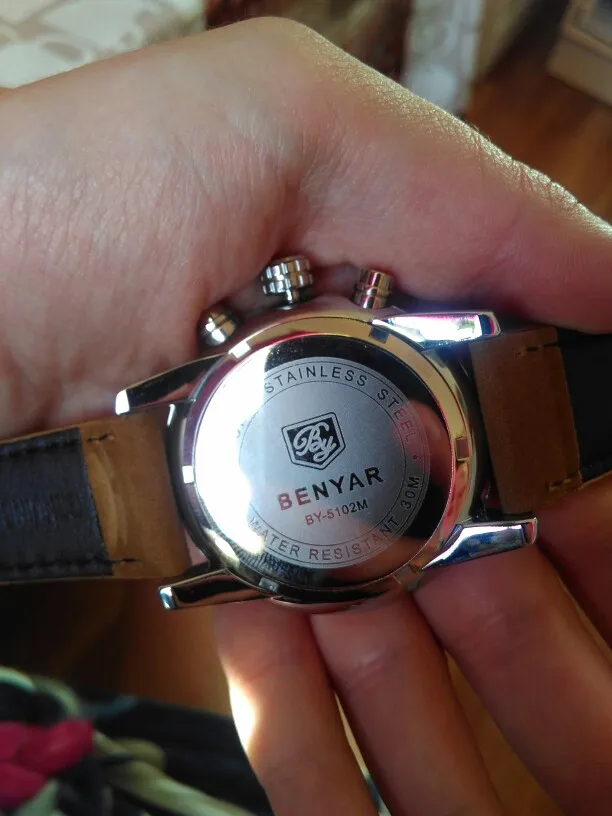 STAINLESS STEEL
By
BENYAR
BY-5102M
WATER RESISTANT 30M